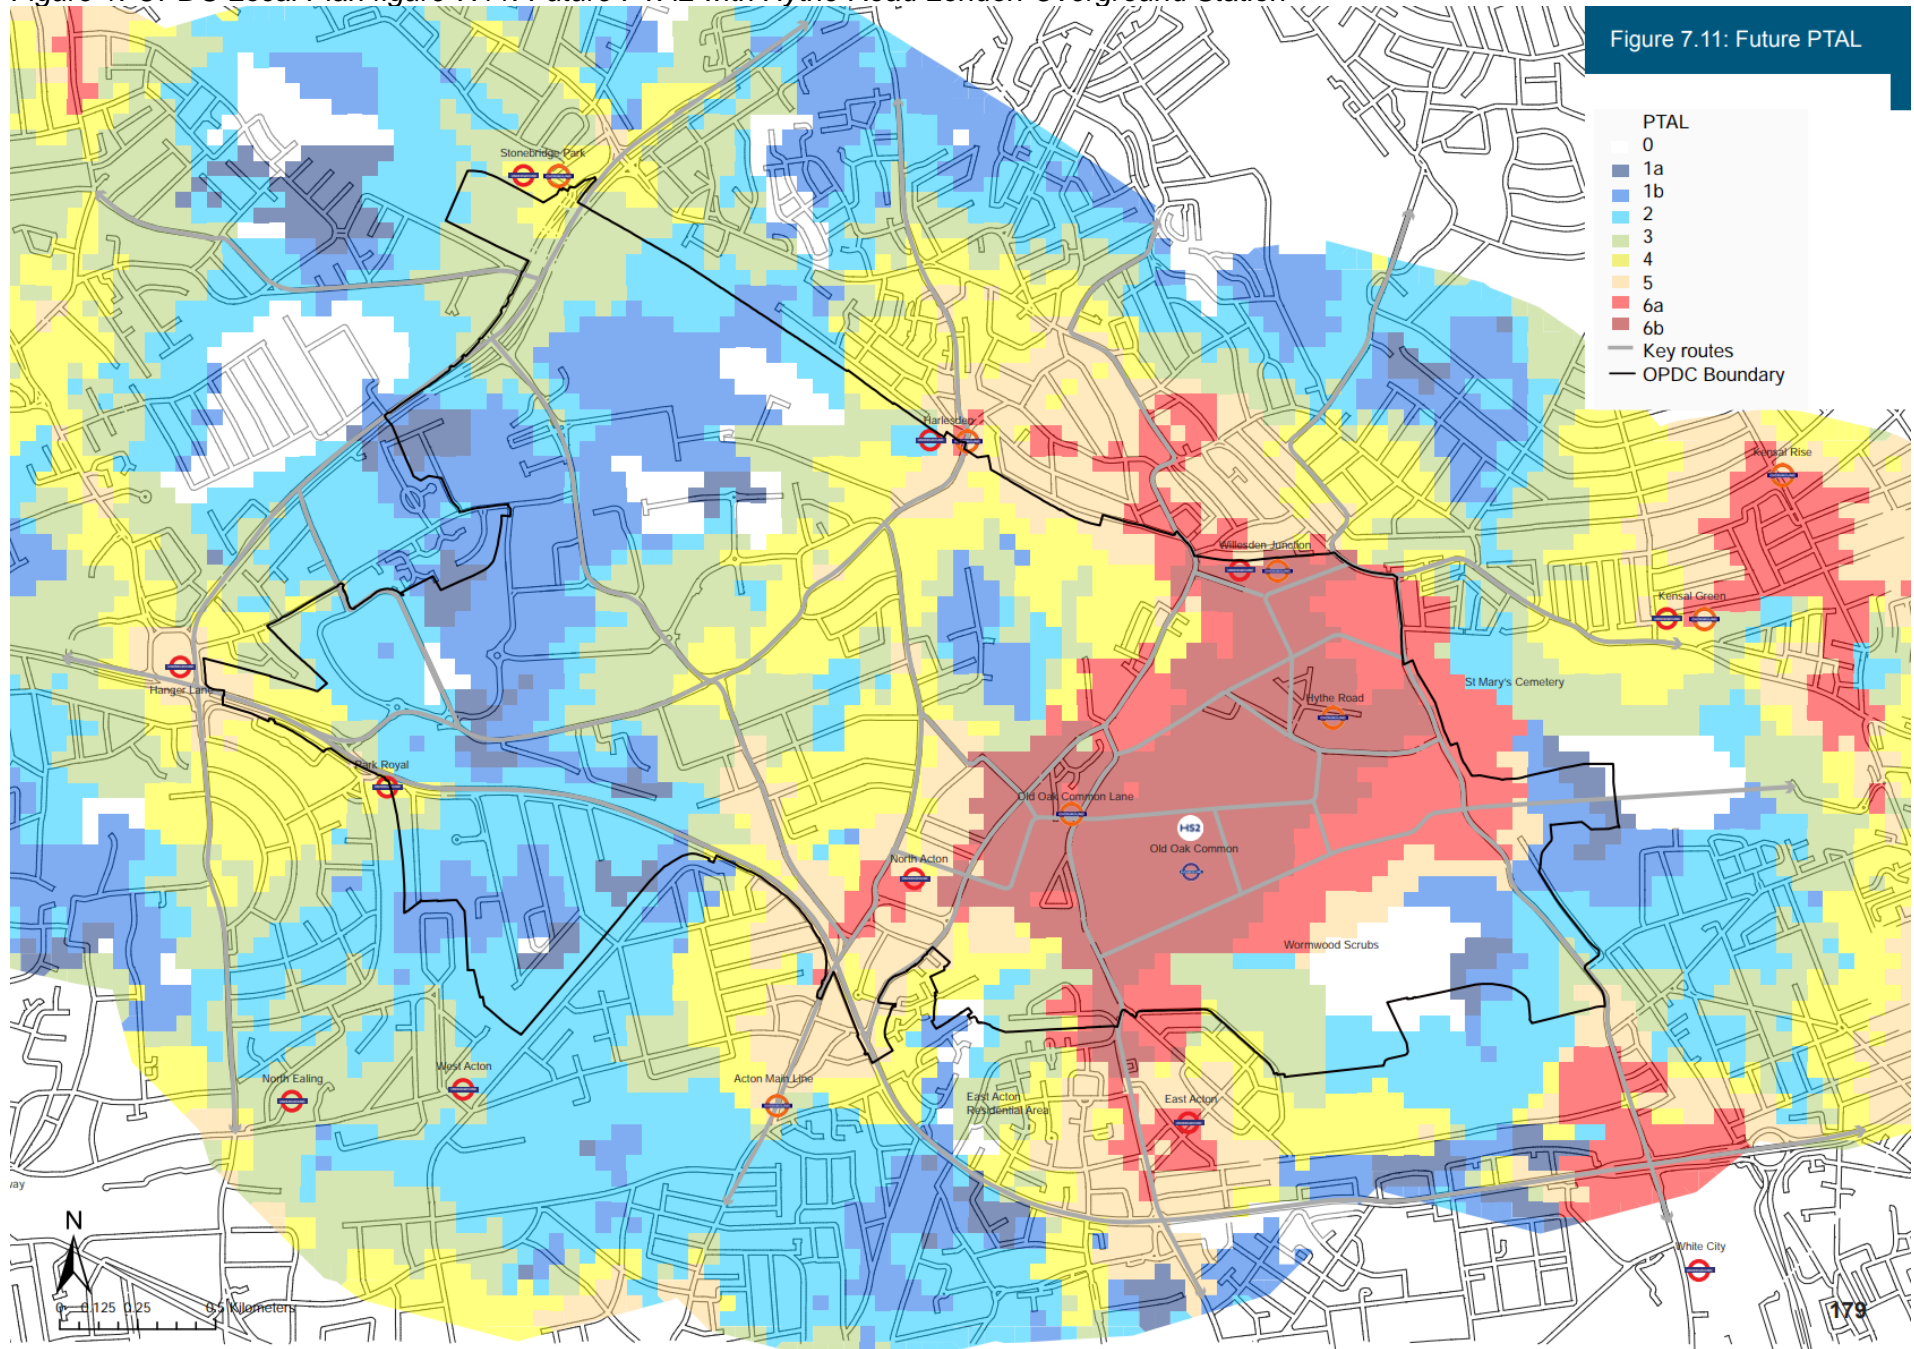 Figure 7.11: Future PTAL
PTAL
0
1a
1b
2
3
4
5
6a
6b
Key routes
OPDC Boundary
Stonebridge Park
Harlesden
Kensal Rise
Willesden Junction
Kensal Green
Hanger Lane
St Mary's Cemetery
Hythe Road
Park Royal
Old Oak Common Lane
HS2
Old Oak Common
North Acton
Wormwood Scrubs
West Acton
North Ealing
Acton Main Line
East Acton
Residential Area
East Acton
way
N
White City
0 0.125 0.25 0.5 Kilometers
179